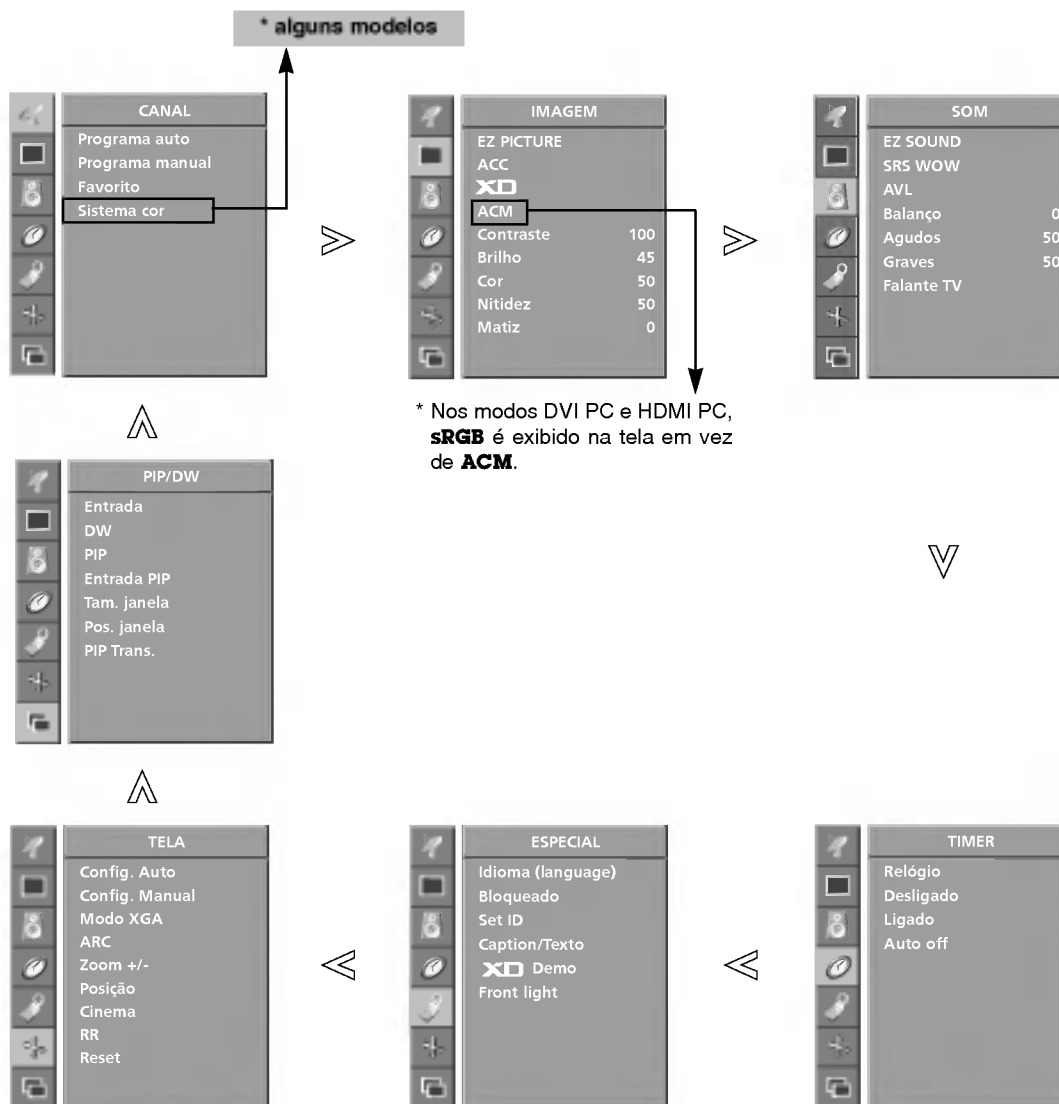 * alguns modelos
CANAL
Programa auto
Programa manual
Favorito
Sistema cor
IMAGEM
EZ PICTURE
ACC
XD
ACM
Contraste 100
Brilho 45
Cor 50
Nitidez 50
Matiz 0
* Nos modos DVI PC e HDMI PC,
sRGB é exibido na tela em vez
de ACM.
SOM
EZ SOUND
SRS WOW
AVL
Balanço 0
Agudos 50
Graves 50
Falante TV
PIP/DW
Entrada
DW
PIP
Entrada PIP
Tam. janela
Pos. janela
PIP Trans.
TELA
Config. Auto
Config. Manual
Modo XGA
ARC
Zoom +/-
Posição
Cinema
RR
Reset
ESPECIAL
Idioma (language)
Bloqueado
Set ID
Caption/Texto
XD Demo
Front light
TIMER
Relógio
Desligado
Ligado
Auto off